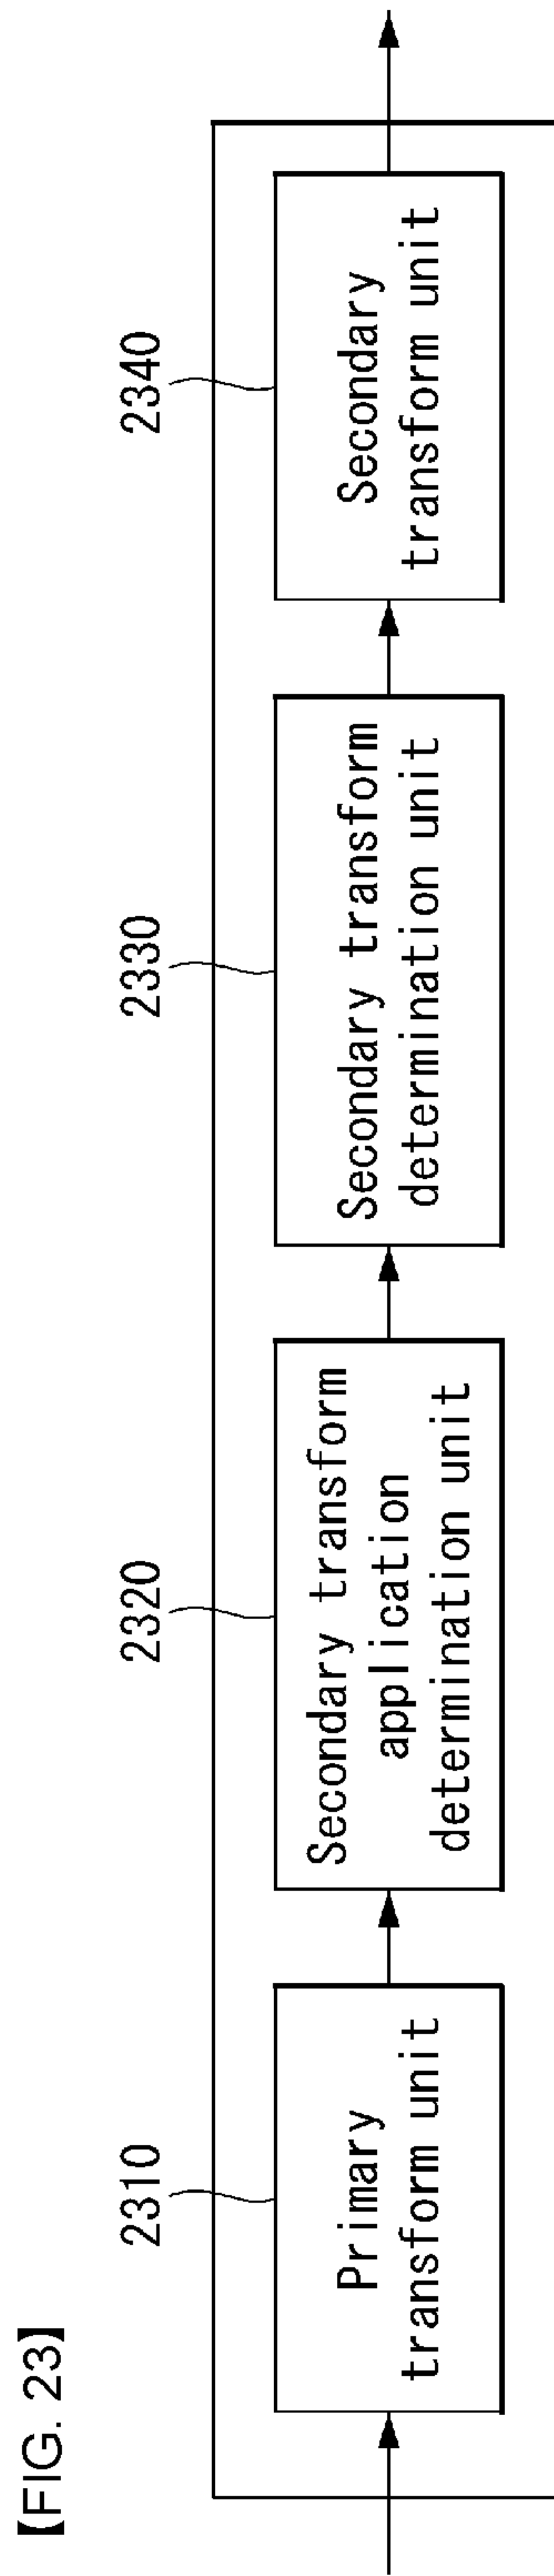 【FIG. 23】
2310
2320
2330
2340
Primary
transform unit
Secondary transform
application
determination unit
Secondary transform
determination unit
Secondary
transform unit